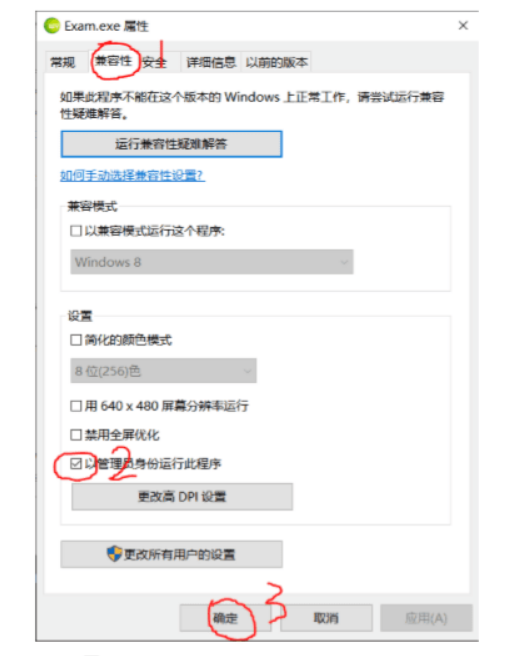 Exam.exe 属性
常规 兼容性 安全 详细信息 以前的版本
1
如果此程序不能在这个版本的 Windows 上正常工作，请尝试运行兼容
性疑难解答。
运行兼容性疑难解答
如何手动选择兼容性设置?
兼容模式
以兼容模式运行这个程序:
Windows 8
设置
简化的颜色模式
8 位(256)色
用 640 x 480 屏幕分辨率运行
禁用全屏优化
以管理员身份运行此程序
2
更改高 DPI 设置
更改所有用户的设置
3
确定 取消 应用(A)